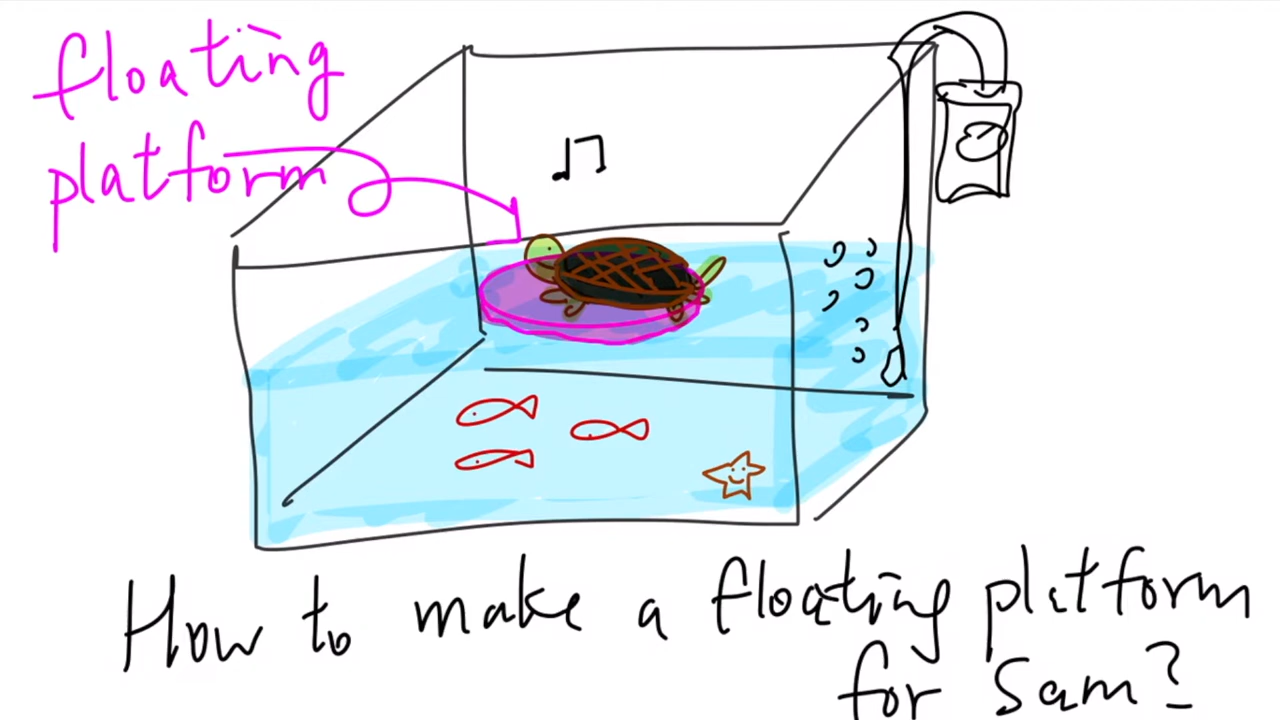 floating
platform
How to make a floating platform
for Sam?